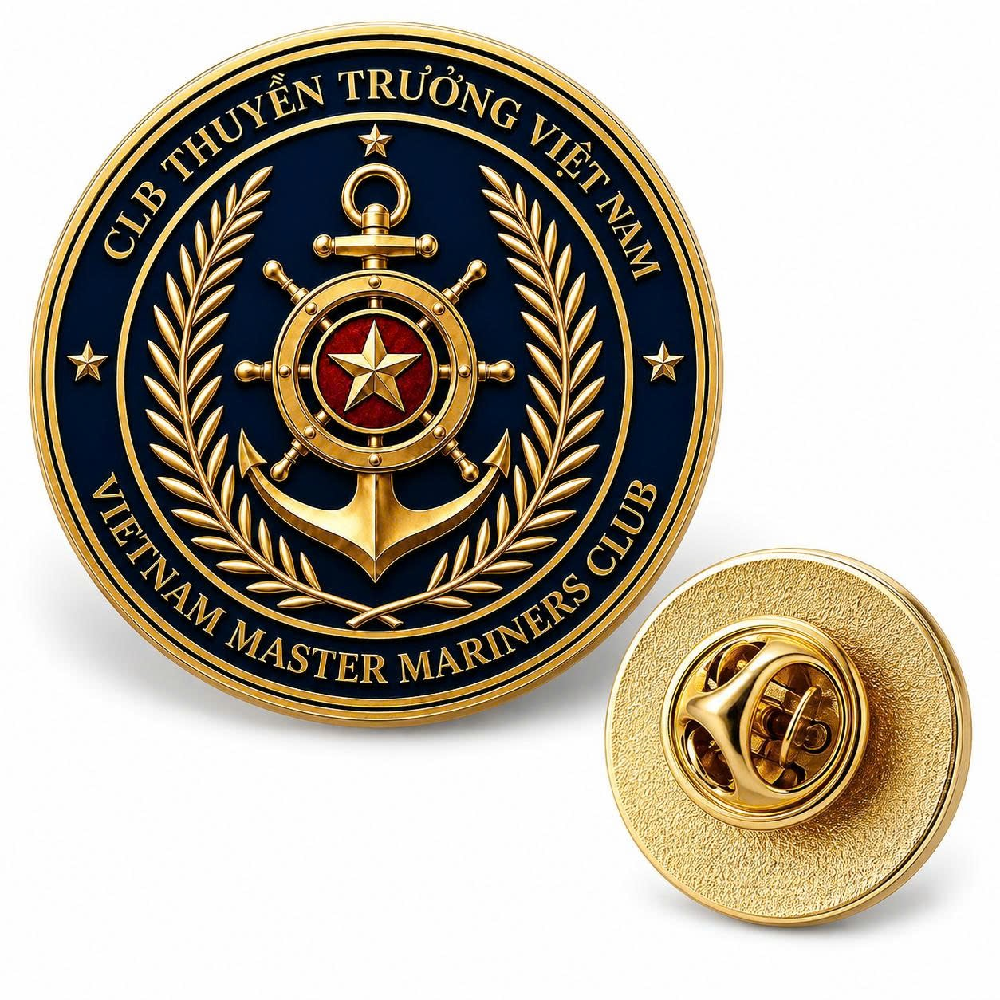 CLB THUYỀN TRƯỞNG VIỆT NAM
VIETNAM MASTER MARINERS CLUB